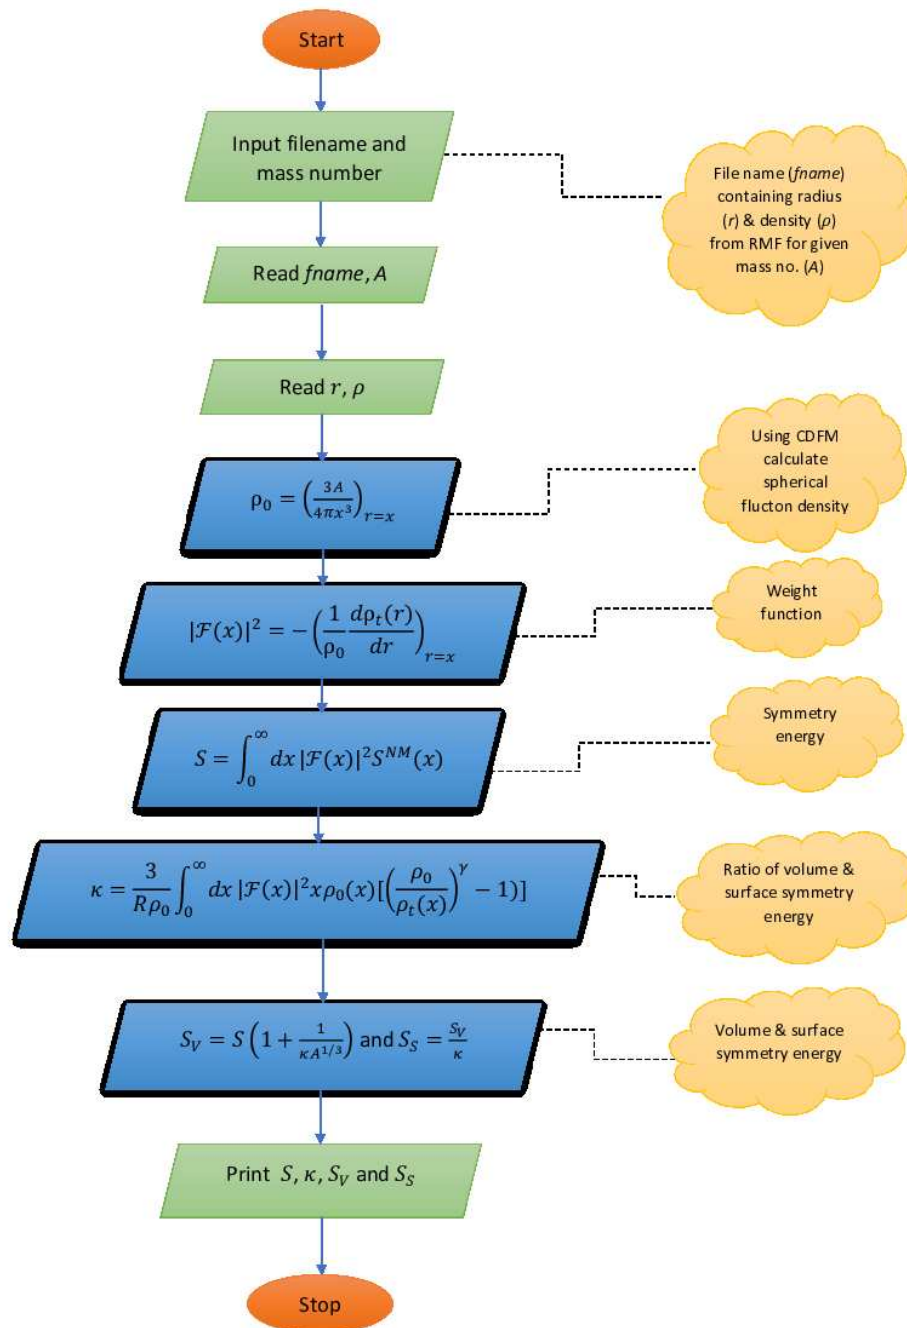 Start
Input filename and
mass number
File name (fname)
containing radius
(r) & density (ρ)
from RMF for given
mass no. (A)
Read fname, A
Read r, ρ
Using CDFM
calculate
spherical
flucton density
ρ₀ = (3A / 4πx³)_{r=x}
Weight
function
|ℱ(x)|² = −(1/ρ₀ dρ_t(r)/dr)_{r=x}
Symmetry
energy
S = ∫₀^∞ dx |ℱ(x)|² S^{NM}(x)
Ratio of volume &
surface symmetry
energy
κ = 3/(Rρ₀) ∫₀^∞ dx |ℱ(x)|² xρ₀(x)[(ρ₀/ρ_t(x))^γ − 1)]
Volume & surface
symmetry energy
S_V = S(1 + 1/(κA^{1/3})) and S_S = S_V/κ
Print S, κ, S_V and S_S
Stop